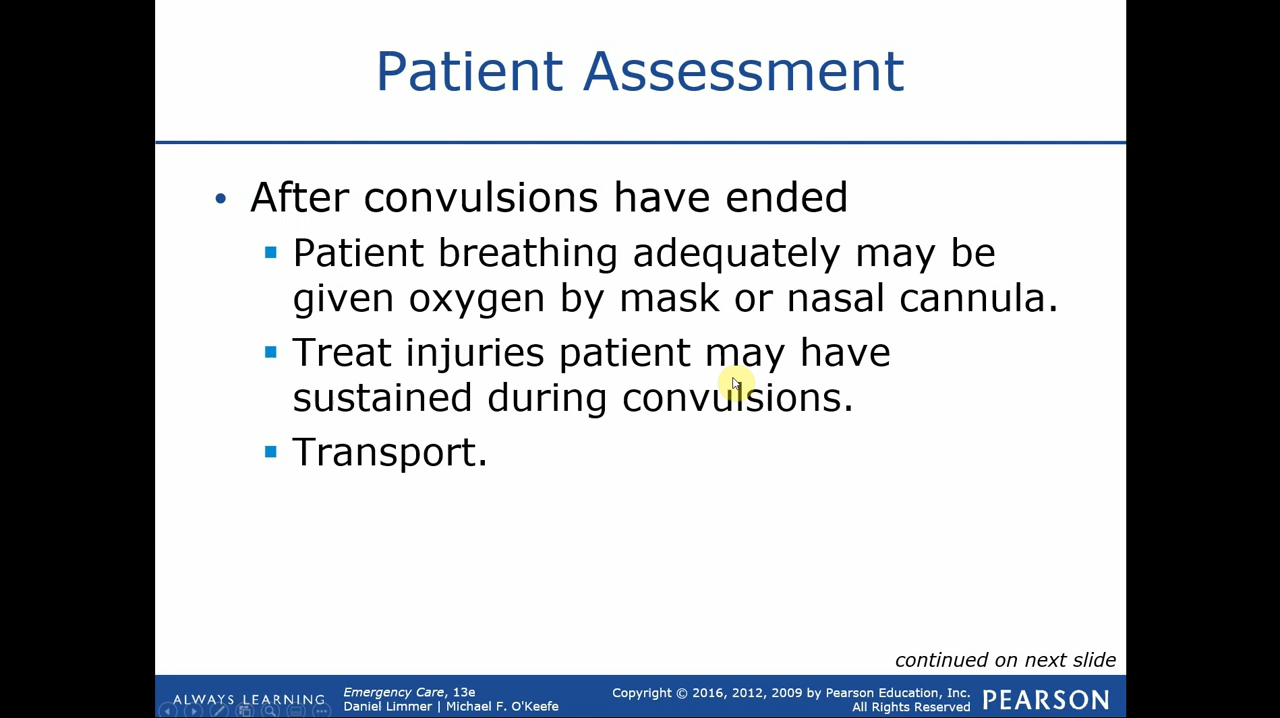 Patient Assessment
• After convulsions have ended
▪ Patient breathing adequately may be
given oxygen by mask or nasal cannula.
▪ Treat injuries patient may have
sustained during convulsions.
▪ Transport.
continued on next slide
ALWAYS LEARNING
Emergency Care, 13e
Daniel Limmer | Michael F. O'Keefe
Copyright © 2016, 2012, 2009 by Pearson Education, Inc.
All Rights Reserved
PEARSON